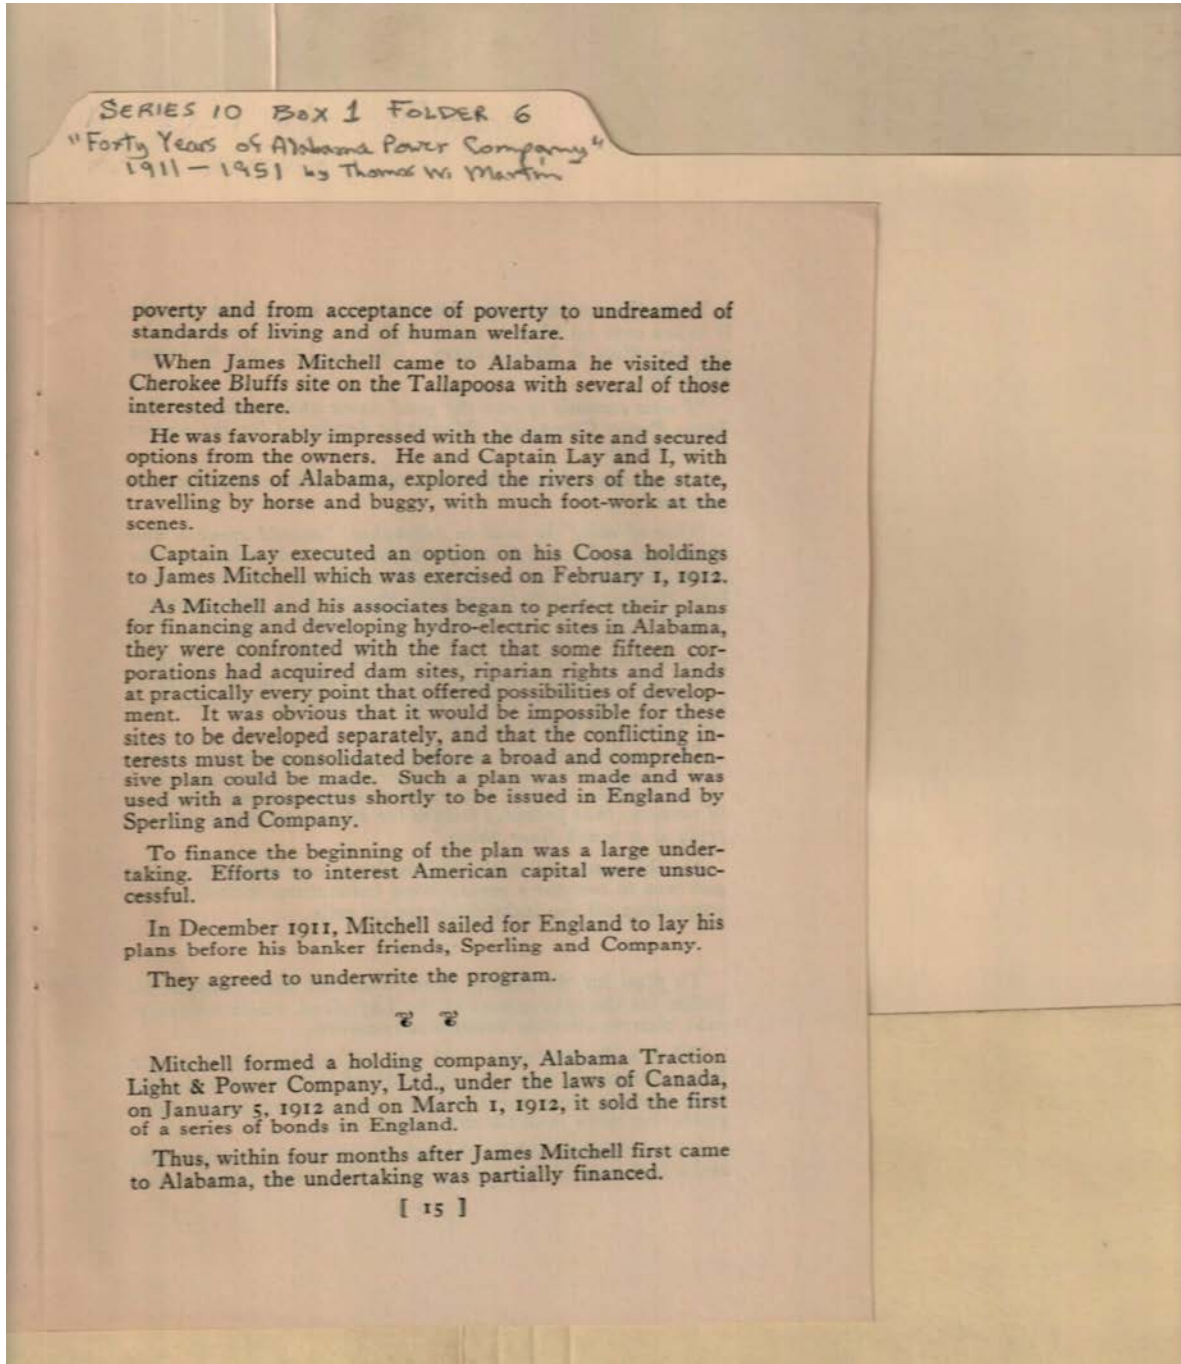 SERIES 10 BOX 1 FOLDER 6
"Forty Years of Alabama Power Company"
1911-1951 by Thomas W. Martin
poverty and from acceptance of poverty to undreamed of
standards of living and of human welfare.
When James Mitchell came to Alabama he visited the
Cherokee Bluffs site on the Tallapoosa with several of those
interested there.
He was favorably impressed with the dam site and secured
options from the owners. He and Captain Lay and I, with
other citizens of Alabama, explored the rivers of the state,
travelling by horse and buggy, with much foot-work at the
scenes.
Captain Lay executed an option on his Coosa holdings
to James Mitchell which was exercised on February 1, 1912.
As Mitchell and his associates began to perfect their plans
for financing and developing hydro-electric sites in Alabama,
they were confronted with the fact that some fifteen cor-
porations had acquired dam sites, riparian rights and lands
at practically every point that offered possibilities of develop-
ment. It was obvious that it would be impossible for these
sites to be developed separately, and that the conflicting in-
terests must be consolidated before a broad and comprehen-
sive plan could be made. Such a plan was made and was
used with a prospectus shortly to be issued in England by
Sperling and Company.
To finance the beginning of the plan was a large under-
taking. Efforts to interest American capital were unsuc-
cessful.
In December 1911, Mitchell sailed for England to lay his
plans before his banker friends, Sperling and Company.
They agreed to underwrite the program.
Mitchell formed a holding company, Alabama Traction
Light & Power Company, Ltd., under the laws of Canada,
on January 5, 1912 and on March 1, 1912, it sold the first
of a series of bonds in England.
Thus, within four months after James Mitchell first came
to Alabama, the undertaking was partially financed.
[ 15 ]